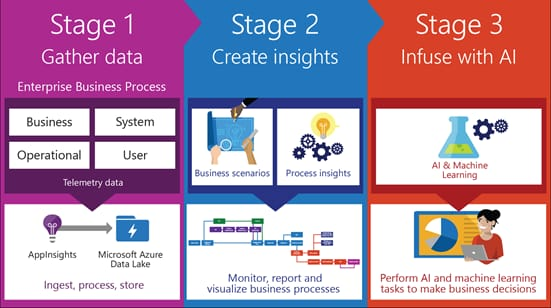 Stage 1
Gather data
Enterprise Business Process
Business
System
Operational
User
Telemetry data
AppInsights
Microsoft Azure
Data Lake
Ingest, process, store
Stage 2
Create insights
Business scenarios
Process insights
Monitor, report and
visualize business processes
Stage 3
Infuse with AI
AI & Machine
Learning
Perform AI and machine learning
tasks to make business decisions